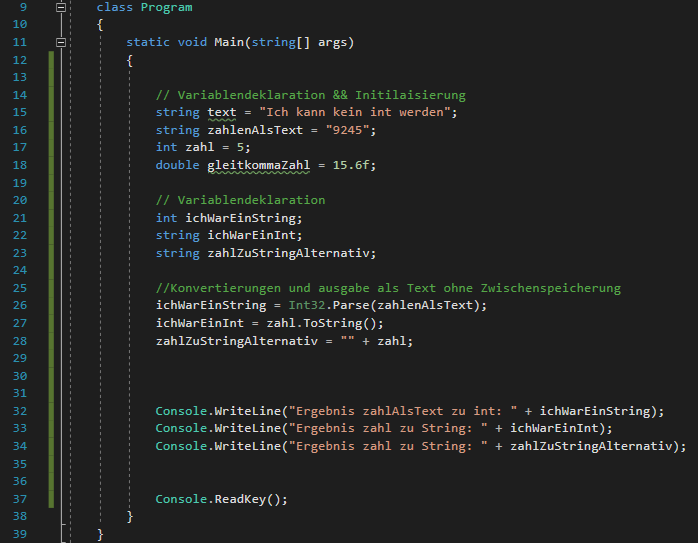 9 class Program
10 {
11 static void Main(string[] args)
12 {
13
14 // Variablendeklaration && Initilaisierung
15 string text = "Ich kann kein int werden";
16 string zahlenAlsText = "9245";
17 int zahl = 5;
18 double gleitkommaZahl = 15.6f;
19
20 // Variablendeklaration
21 int ichWarEinString;
22 string ichWarEinInt;
23 string zahlZuStringAlternativ;
24
25 //Konvertierungen und ausgabe als Text ohne Zwischenspeicherung
26 ichWarEinString = Int32.Parse(zahlenAlsText);
27 ichWarEinInt = zahl.ToString();
28 zahlZuStringAlternativ = "" + zahl;
29
30
31
32 Console.WriteLine("Ergebnis zahlAlsText zu int: " + ichWarEinString);
33 Console.WriteLine("Ergebnis zahl zu String: " + ichWarEinInt);
34 Console.WriteLine("Ergebnis zahl zu String: " + zahlZuStringAlternativ);
35
36
37 Console.ReadKey();
38 }
39 }